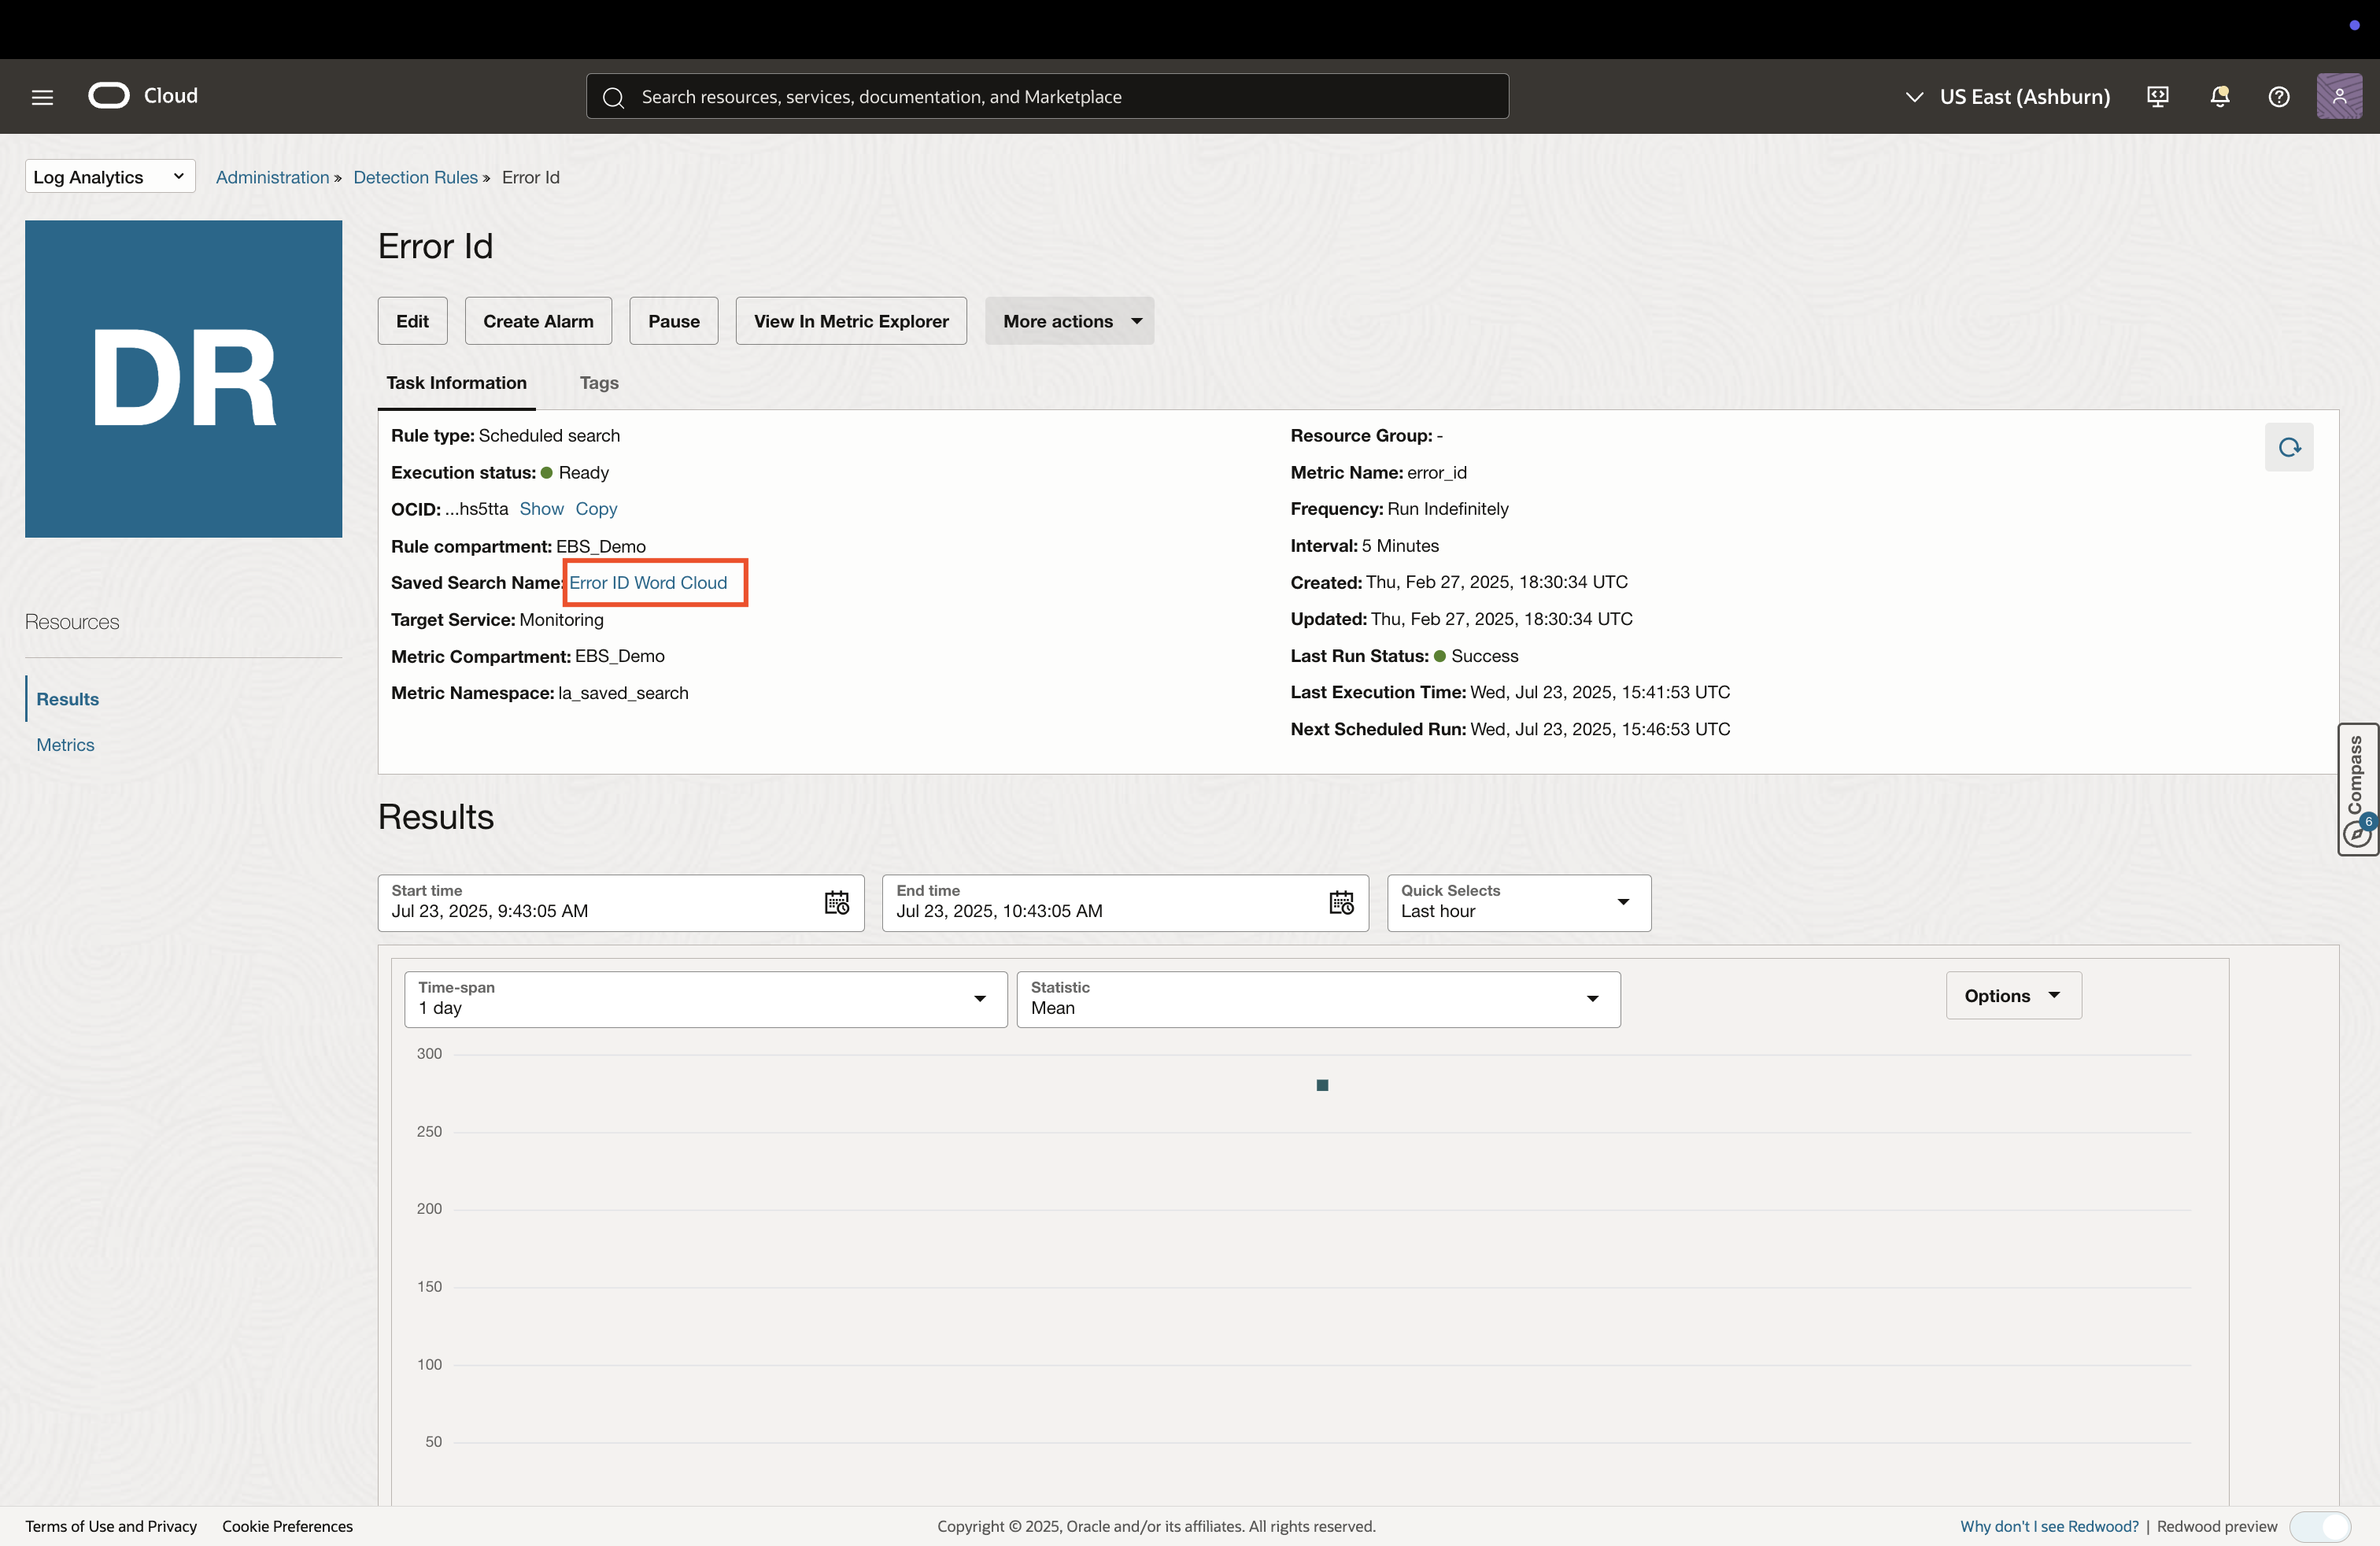 Cloud
Search resources, services, documentation, and Marketplace
US East (Ashburn)
Log Analytics
Administration » Detection Rules » Error Id
DR
Error Id
Edit
Create Alarm
Pause
View In Metric Explorer
More actions
Task Information
Tags
Rule type: Scheduled search
Execution status: Ready
OCID: ...hs5tta Show Copy
Rule compartment: EBS_Demo
Saved Search Name: Error ID Word Cloud
Target Service: Monitoring
Metric Compartment: EBS_Demo
Metric Namespace: la_saved_search
Resource Group: -
Metric Name: error_id
Frequency: Run Indefinitely
Interval: 5 Minutes
Created: Thu, Feb 27, 2025, 18:30:34 UTC
Updated: Thu, Feb 27, 2025, 18:30:34 UTC
Last Run Status: Success
Last Execution Time: Wed, Jul 23, 2025, 15:41:53 UTC
Next Scheduled Run: Wed, Jul 23, 2025, 15:46:53 UTC
Resources
Results
Metrics
Compass
6
Results
Start time
Jul 23, 2025, 9:43:05 AM
End time
Jul 23, 2025, 10:43:05 AM
Quick Selects
Last hour
Time-span
1 day
Statistic
Mean
Options
300
250
200
150
100
50
Terms of Use and Privacy
Cookie Preferences
Copyright © 2025, Oracle and/or its affiliates. All rights reserved.
Why don't I see Redwood? | Redwood preview